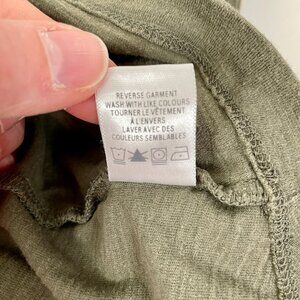 REVERSE GARMENT
WASH WITH LIKE COLOURS
TOURNER LE VÊTEMENT
À L'ENVERS
LAVER AVEC DES
COULEURS SEMBLABLES